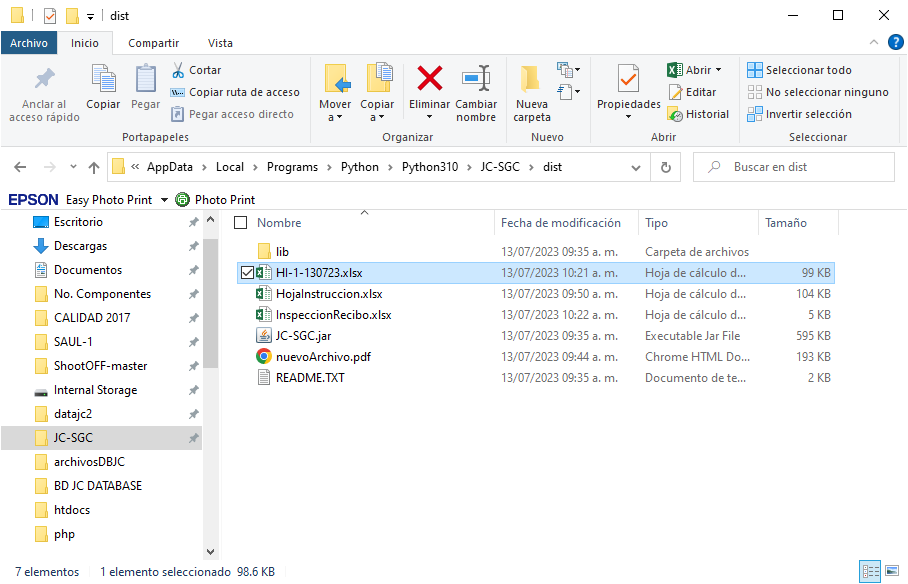 dist
Archivo Inicio Compartir Vista
Anclar al acceso rápido
Copiar
Pegar
Cortar
Copiar ruta de acceso
Pegar acceso directo
Portapapeles
Mover a
Copiar a
Eliminar
Cambiar nombre
Organizar
Nueva carpeta
Nuevo
Propiedades
Abrir
Editar
Historial
Abrir
Seleccionar todo
No seleccionar ninguno
Invertir selección
Seleccionar
« AppData › Local › Programs › Python › Python310 › JC-SGC › dist
Buscar en dist
EPSON Easy Photo Print Photo Print
Escritorio
Descargas
Documentos
No. Componentes
CALIDAD 2017
SAUL-1
ShootOFF-master
Internal Storage
datajc2
JC-SGC
archivosDBJC
BD JC DATABASE
htdocs
php
Nombre Fecha de modificación Tipo Tamaño
lib 13/07/2023 09:35 a. m. Carpeta de archivos
HI-1-130723.xlsx 13/07/2023 10:21 a. m. Hoja de cálculo d... 99 KB
HojaInstruccion.xlsx 13/07/2023 09:50 a. m. Hoja de cálculo d... 104 KB
InspeccionRecibo.xlsx 13/07/2023 10:22 a. m. Hoja de cálculo d... 5 KB
JC-SGC.jar 13/07/2023 09:35 a. m. Executable Jar File 595 KB
nuevoArchivo.pdf 13/07/2023 09:44 a. m. Chrome HTML Do... 193 KB
README.TXT 13/07/2023 09:35 a. m. Documento de te... 2 KB
7 elementos 1 elemento seleccionado 98.6 KB